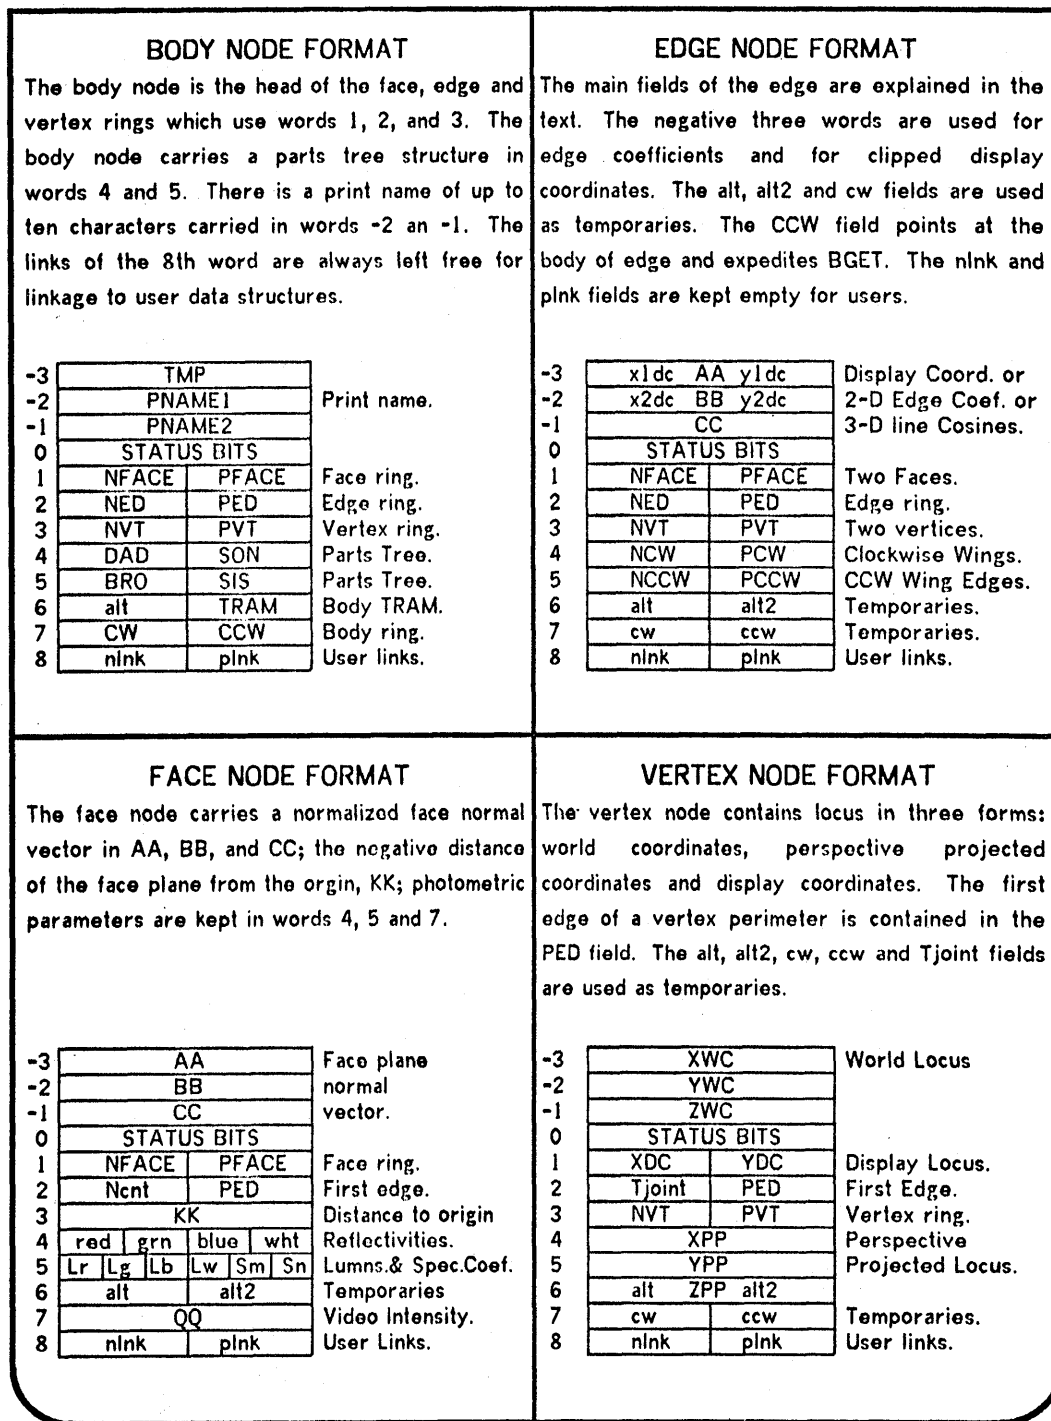 BODY NODE FORMAT
The body node is the head of the face, edge and
vertex rings which use words 1, 2, and 3. The
body node carries a parts tree structure in
words 4 and 5. There is a print name of up to
ten characters carried in words -2 an -1. The
links of the 8th word are always left free for
linkage to user data structures.
-3 TMP
-2 PNAME1 Print name.
-1 PNAME2
0 STATUS BITS
1 NFACE PFACE Face ring.
2 NED PED Edge ring.
3 NVT PVT Vertex ring.
4 DAD SON Parts Tree.
5 BRO SIS Parts Tree.
6 alt TRAM Body TRAM.
7 CW CCW Body ring.
8 nlnk plnk User links.
EDGE NODE FORMAT
The main fields of the edge are explained in the
text. The negative three words are used for
edge coefficients and for clipped display
coordinates. The alt, alt2 and cw fields are used
as temporaries. The CCW field points at the
body of edge and expedites BGET. The nlnk and
plnk fields are kept empty for users.
-3 x1dc AA y1dc Display Coord. or
-2 x2dc BB y2dc 2-D Edge Coef. or
-1 CC 3-D line Cosines.
0 STATUS BITS
1 NFACE PFACE Two Faces.
2 NED PED Edge ring.
3 NVT PVT Two vertices.
4 NCW PCW Clockwise Wings.
5 NCCW PCCW CCW Wing Edges.
6 alt alt2 Temporaries.
7 cw ccw Temporaries.
8 nlnk plnk User links.
FACE NODE FORMAT
The face node carries a normalized face normal
vector in AA, BB, and CC; the negative distance
of the face plane from the orgin, KK; photometric
parameters are kept in words 4, 5 and 7.
-3 AA Face plane
-2 BB normal
-1 CC vector.
0 STATUS BITS
1 NFACE PFACE Face ring.
2 Ncnt PED First edge.
3 KK Distance to origin
4 red grn blue wht Reflectivities.
5 Lr Lg Lb Lw Sm Sn Lumns.& Spec.Coef.
6 alt alt2 Temporaries
7 QQ Video Intensity.
8 nlnk plnk User Links.
VERTEX NODE FORMAT
The vertex node contains locus in three forms:
world coordinates, perspective projected
coordinates and display coordinates. The first
edge of a vertex perimeter is contained in the
PED field. The alt, alt2, cw, ccw and Tjoint fields
are used as temporaries.
-3 XWC World Locus
-2 YWC
-1 ZWC
0 STATUS BITS
1 XDC YDC Display Locus.
2 Tjoint PED First Edge.
3 NVT PVT Vertex ring.
4 XPP Perspective
5 YPP Projected Locus.
6 alt ZPP alt2
7 cw ccw Temporaries.
8 nlnk plnk User links.